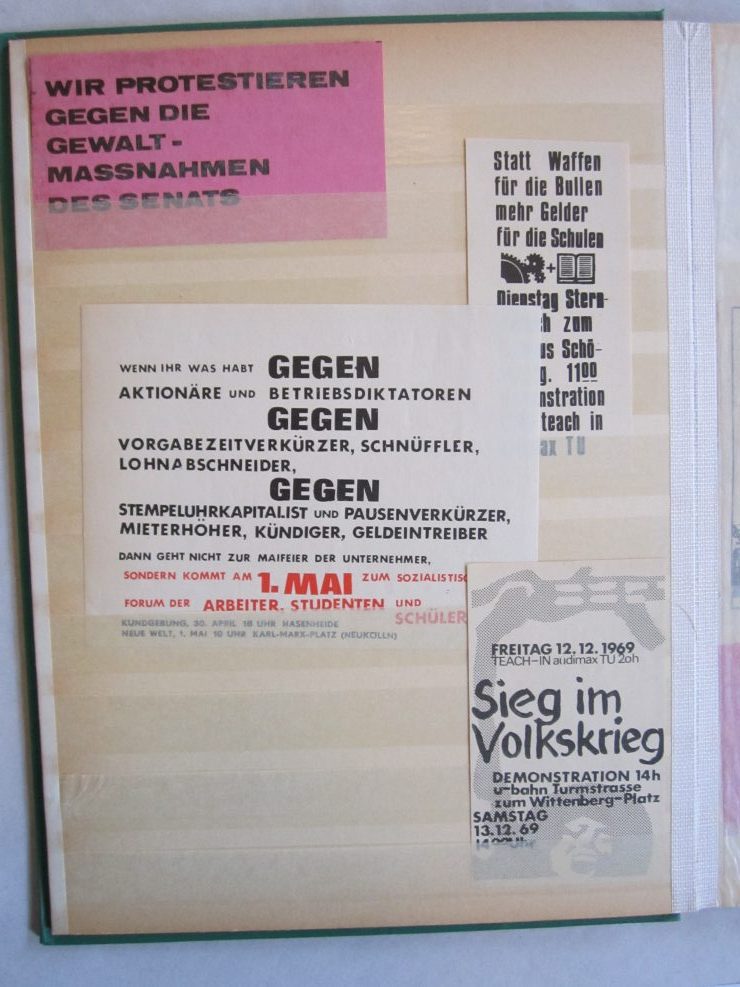 WIR PROTESTIEREN
GEGEN DIE
GEWALT-
MASSNAHMEN
DES SENATS
Statt Waffen
für die Bullen
mehr Gelder
für die Schulen
+
Dienstag Stern-
h zum
us Schö-
g. 11⁰⁰
nstration
teach in
ax TU
WENN IHR WAS HABT GEGEN
AKTIONÄRE UND BETRIEBSDIKTATOREN
GEGEN
VORGABEZEITVERKÜRZER, SCHNÜFFLER,
LOHNABSCHNEIDER,
GEGEN
STEMPELUHRKAPITALIST UND PAUSENVERKÜRZER,
MIETERHÖHER, KÜNDIGER, GELDEINTREIBER
DANN GEHT NICHT ZUR MAIFEIER DER UNTERNEHMER,
SONDERN KOMMT AM 1. MAI ZUM SOZIALISTISC
FORUM DER ARBEITER, STUDENTEN UND SCHÜLER
KUNDGEBUNG, 30. APRIL 18 UHR HASENHEIDE
NEUE WELT, 1. MAI 10 UHR KARL-MARX-PLATZ (NEUKÖLLN)
FREITAG 12.12.1969
TEACH-IN audimax TU 20h
Sieg im
Volkskrieg
DEMONSTRATION 14h
u-bahn Turmstrasse
zum Wittenberg-Platz
SAMSTAG
13.12.69